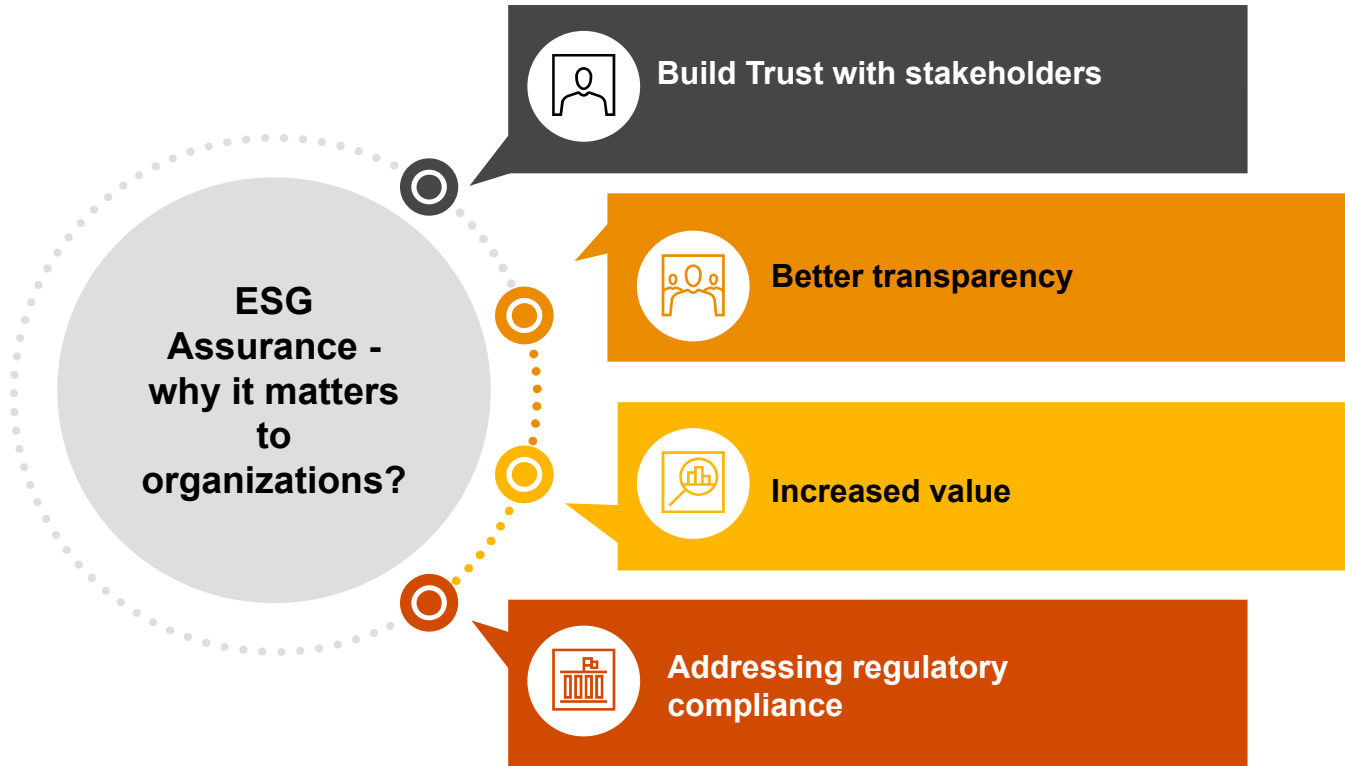 ESG
Assurance -
why it matters
to
organizations?
Build Trust with stakeholders
Better transparency
Increased value
Addressing regulatory
compliance